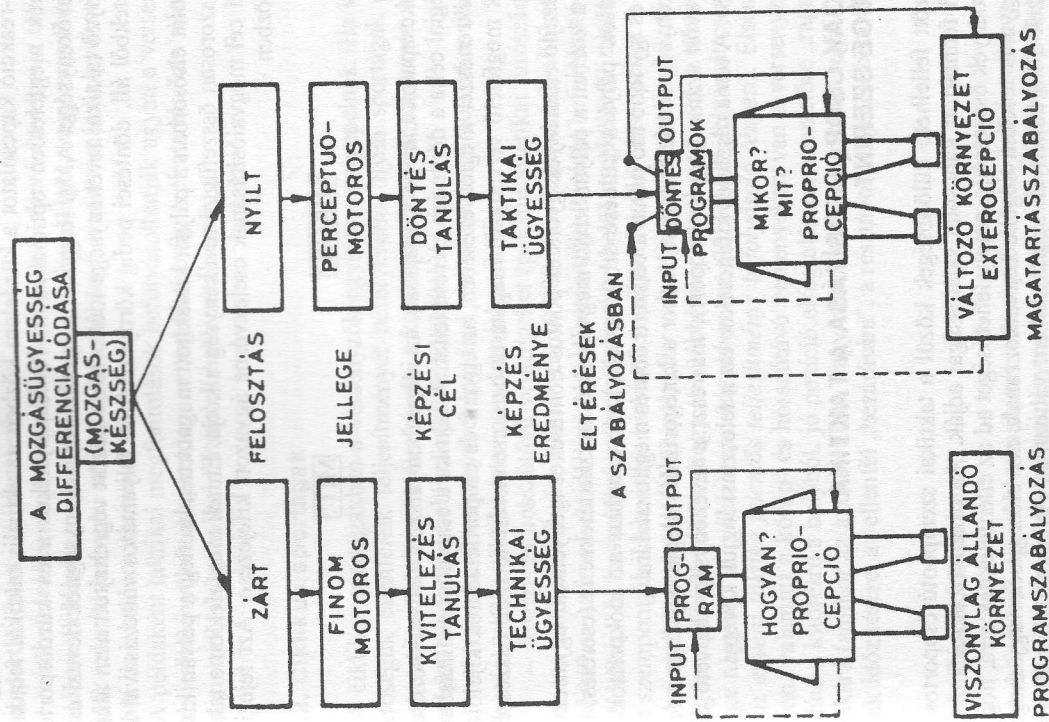 A MOZGÁSÜGYESSÉG
DIFFERENCIÁLÓDÁSA
(MOZGÁS-
KÉSZSÉG)
ZÁRT
FELOSZTÁS
NYILT
FINOM
MOTOROS
JELLEGE
PERCEPTUO-
MOTOROS
KIVITELEZÉS
TANULÁS
KÉPZÉSI
CÉL
DÖNTÉS
TANULÁS
TECHNIKAI
ÜGYESSÉG
KÉPZÉS
EREDMÉNYE
TAKTIKAI
ÜGYESSÉG
ELTÉRÉSEK
A SZABÁLYOZÁSBAN
INPUT
PROG-
RAM
OUTPUT
HOGYAN?
PROPRIO-
CEPCIÓ
VISZONYLAG ÁLLANDÓ
KÖRNYEZET
PROGRAMSZABÁLYOZÁS
INPUT
DÖNTÉS
PROGRAMOK
OUTPUT
MIKOR?
MIT?
PROPRIO-
CEPCIÓ
VÁLTOZÓ KÖRNYEZET
EXTEROCEPCIÓ
MAGATARTÁSSZABÁLYOZÁS